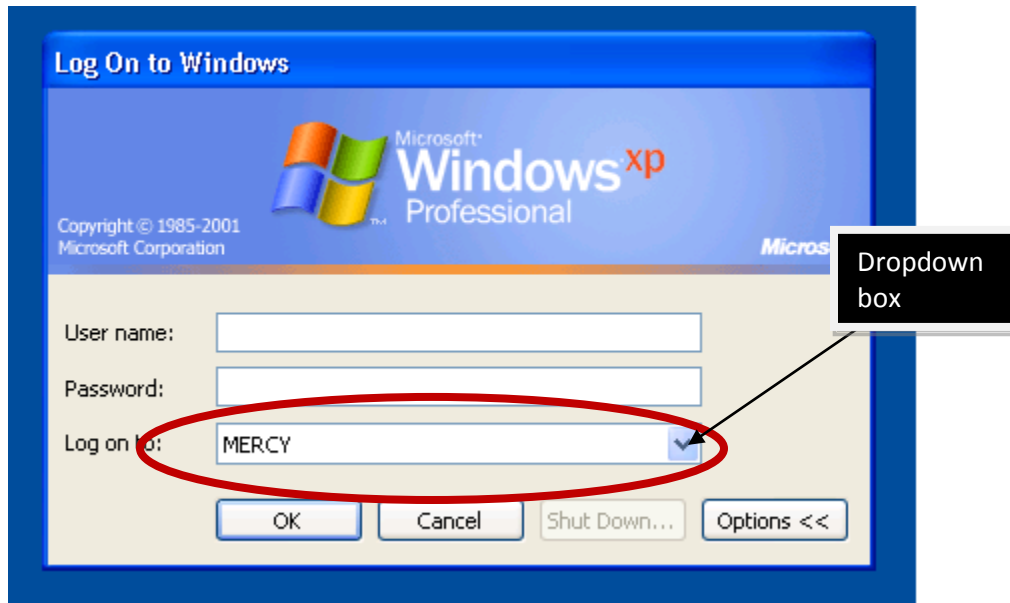 Log On to Windows
Microsoft
Windows xp
Professional
TM
Copyright © 1985-2001
Microsoft Corporation
Micros
Dropdown
box
User name:
Password:
Log on to:
MERCY
OK
Cancel
Shut Down...
Options <<